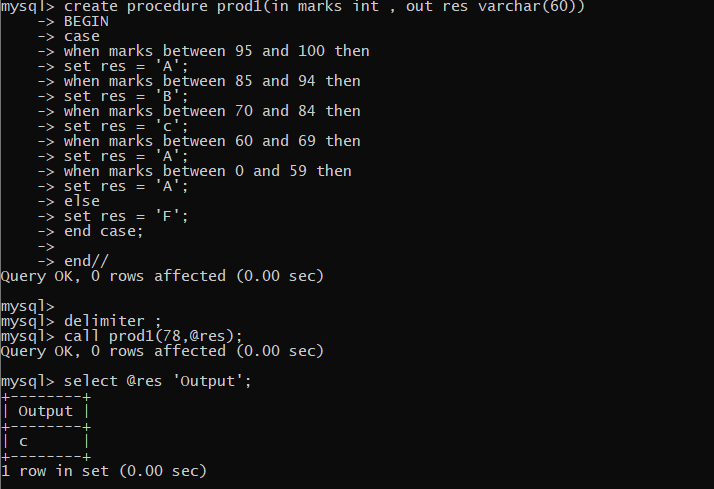 mysql> create procedure prod1(in marks int , out res varchar(60))
    -> BEGIN
    -> case
    -> when marks between 95 and 100 then
    -> set res = 'A';
    -> when marks between 85 and 94 then
    -> set res = 'B';
    -> when marks between 70 and 84 then
    -> set res = 'c';
    -> when marks between 60 and 69 then
    -> set res = 'A';
    -> when marks between 0 and 59 then
    -> set res = 'A';
    -> else
    -> set res = 'F';
    -> end case;
    ->
    -> end//
Query OK, 0 rows affected (0.00 sec)

mysql>
mysql> delimiter ;
mysql> call prod1(78,@res);
Query OK, 0 rows affected (0.00 sec)

mysql> select @res 'Output';
+--------+
| Output |
+--------+
| c      |
+--------+
1 row in set (0.00 sec)